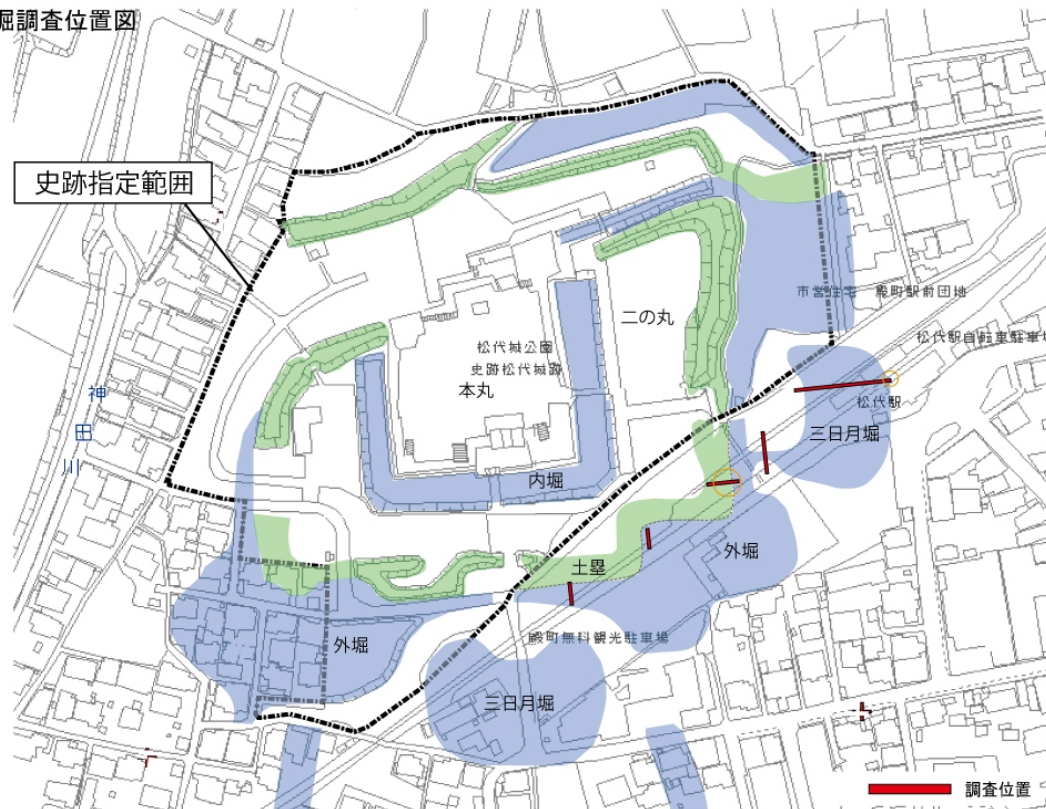 堀調査位置図
史跡指定範囲
市営住宅 殿町駅前団地
二の丸
松代城公園
史跡松代城跡
松代駅自転車駐車場
本丸
神田川
松代駅
三日月堀
内堀
外堀
土塁
殿町無料観光駐車場
外堀
三日月堀
調査位置